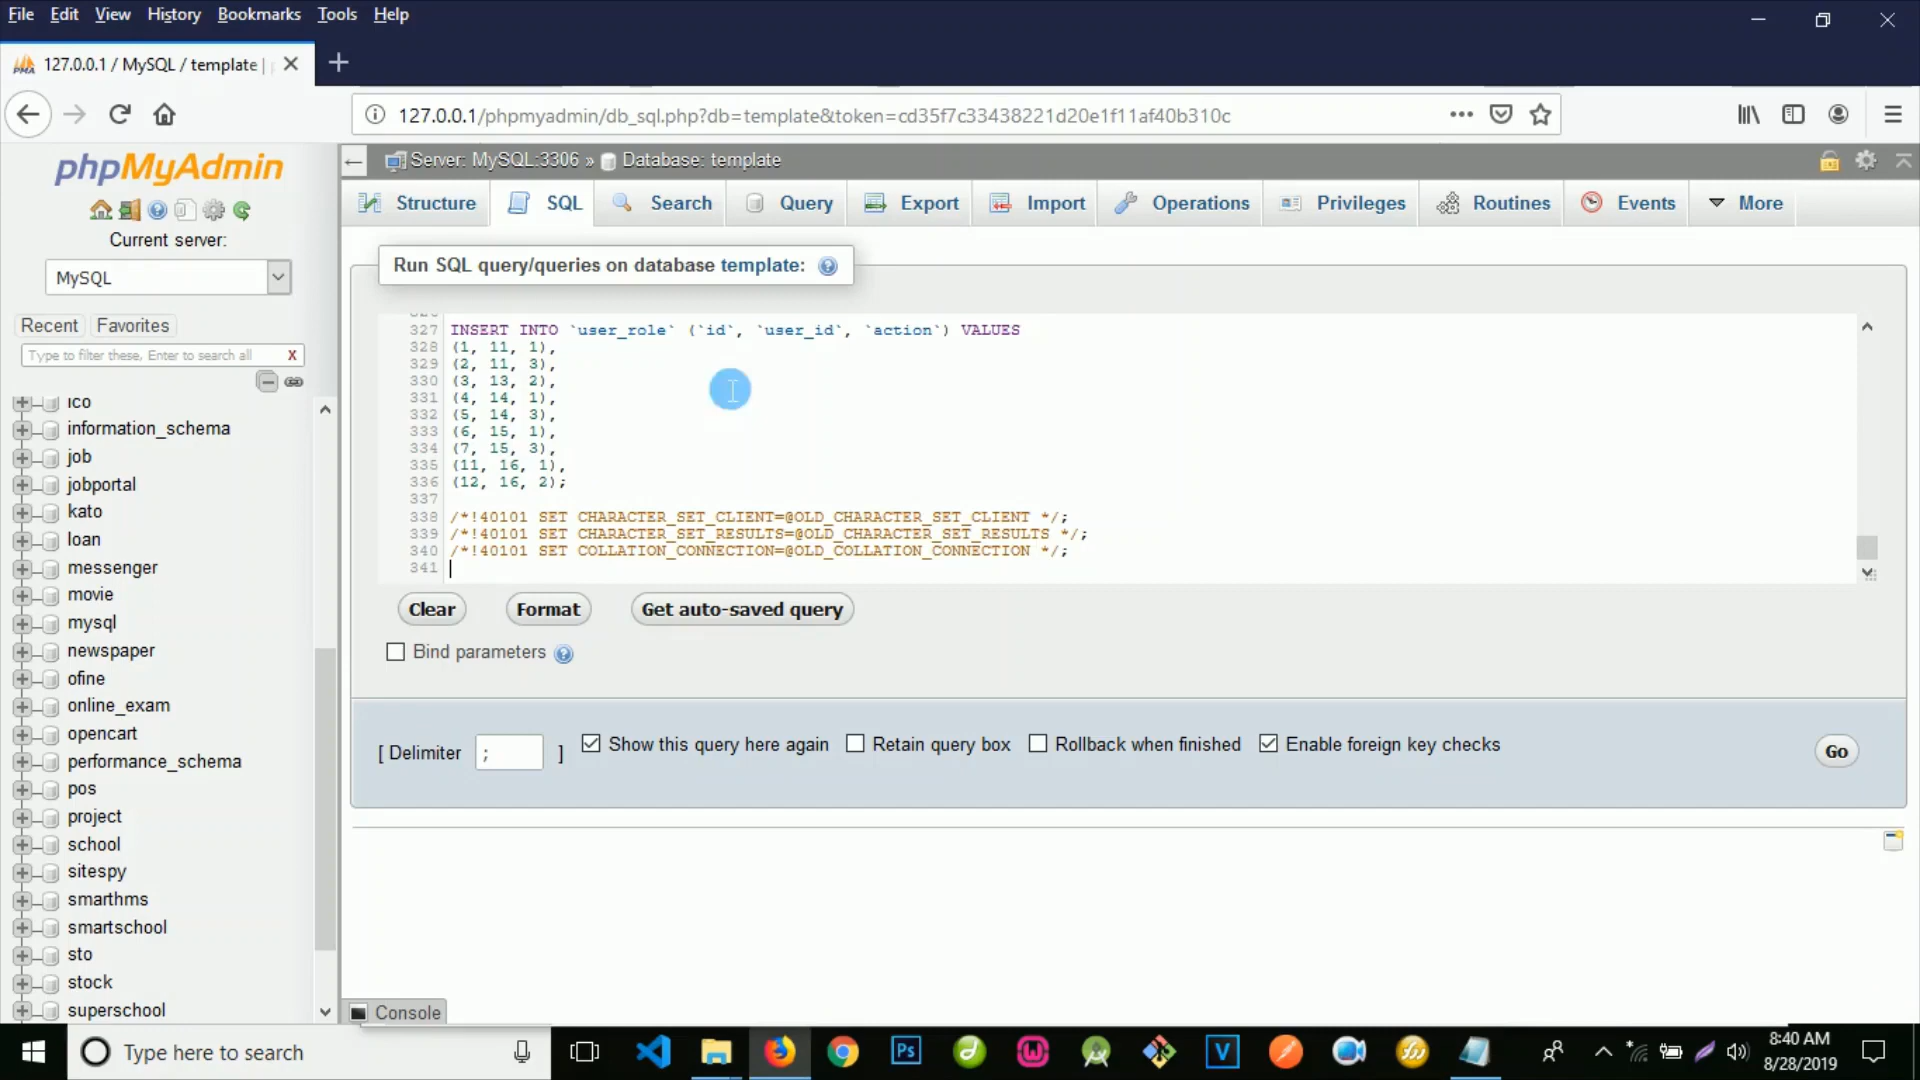 File Edit View History Bookmarks Tools Help
127.0.0.1 / MySQL / template |
127.0.0.1/phpmyadmin/db_sql.php?db=template&token=cd35f7c33438221d20e1f11af40b310c
phpMyAdmin
Current server:
MySQL
Recent Favorites
Type to filter these, Enter to search all X
ico
information_schema
job
jobportal
kato
loan
messenger
movie
mysql
newspaper
ofine
online_exam
opencart
performance_schema
pos
project
school
sitespy
smarthms
smartschool
sto
stock
superschool
Server: MySQL:3306 » Database: template
Structure SQL Search Query Export Import Operations Privileges Routines Events More
Run SQL query/queries on database template:
327 INSERT INTO `user_role` (`id`, `user_id`, `action`) VALUES
328 (1, 11, 1),
329 (2, 11, 3),
330 (3, 13, 2),
331 (4, 14, 1),
332 (5, 14, 3),
333 (6, 15, 1),
334 (7, 15, 3),
335 (11, 16, 1),
336 (12, 16, 2);
337
338 /*!40101 SET CHARACTER_SET_CLIENT=@OLD_CHARACTER_SET_CLIENT */;
339 /*!40101 SET CHARACTER_SET_RESULTS=@OLD_CHARACTER_SET_RESULTS */;
340 /*!40101 SET COLLATION_CONNECTION=@OLD_COLLATION_CONNECTION */;
341
Clear Format Get auto-saved query
Bind parameters
[ Delimiter ; ] Show this query here again Retain query box Rollback when finished Enable foreign key checks Go
Console
Type here to search
Ps
V
8:40 AM
8/28/2019